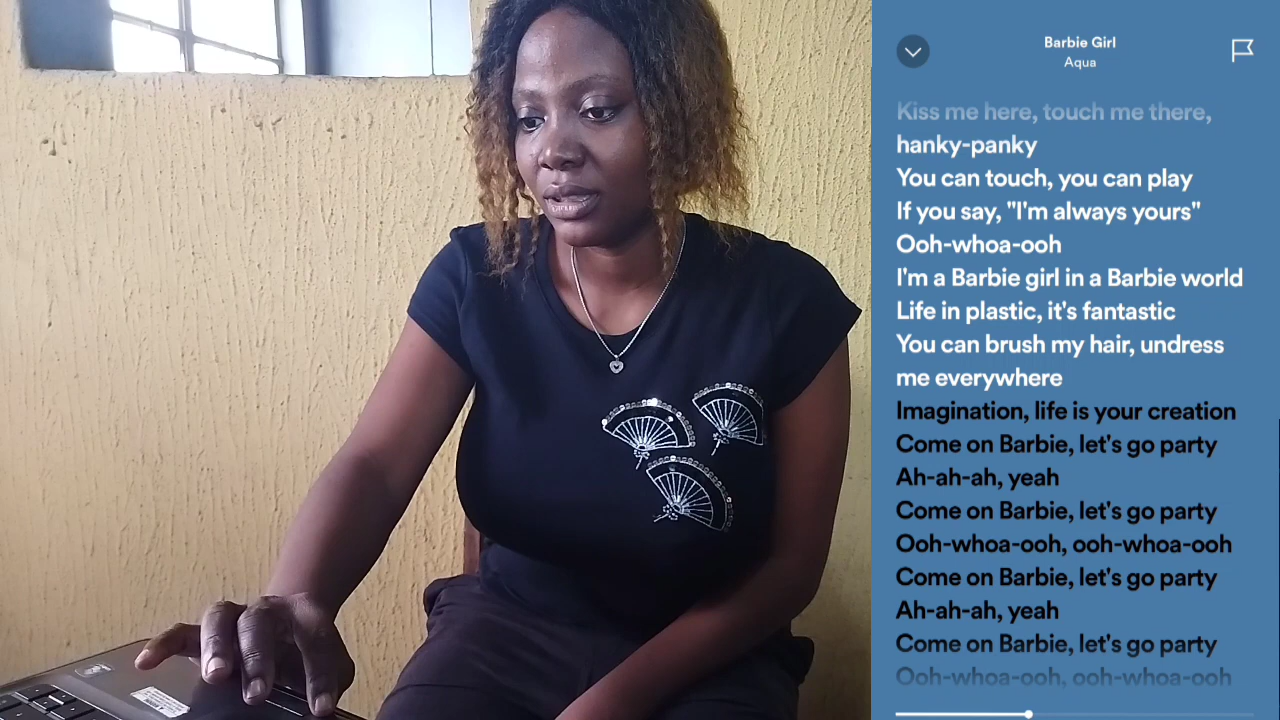 Barbie Girl
Aqua
Kiss me here, touch me there,
hanky-panky
You can touch, you can play
If you say, "I'm always yours"
Ooh-whoa-ooh
I'm a Barbie girl in a Barbie world
Life in plastic, it's fantastic
You can brush my hair, undress
me everywhere
Imagination, life is your creation
Come on Barbie, let's go party
Ah-ah-ah, yeah
Come on Barbie, let's go party
Ooh-whoa-ooh, ooh-whoa-ooh
Come on Barbie, let's go party
Ah-ah-ah, yeah
Come on Barbie, let's go party
Ooh-whoa-ooh, ooh-whoa-ooh